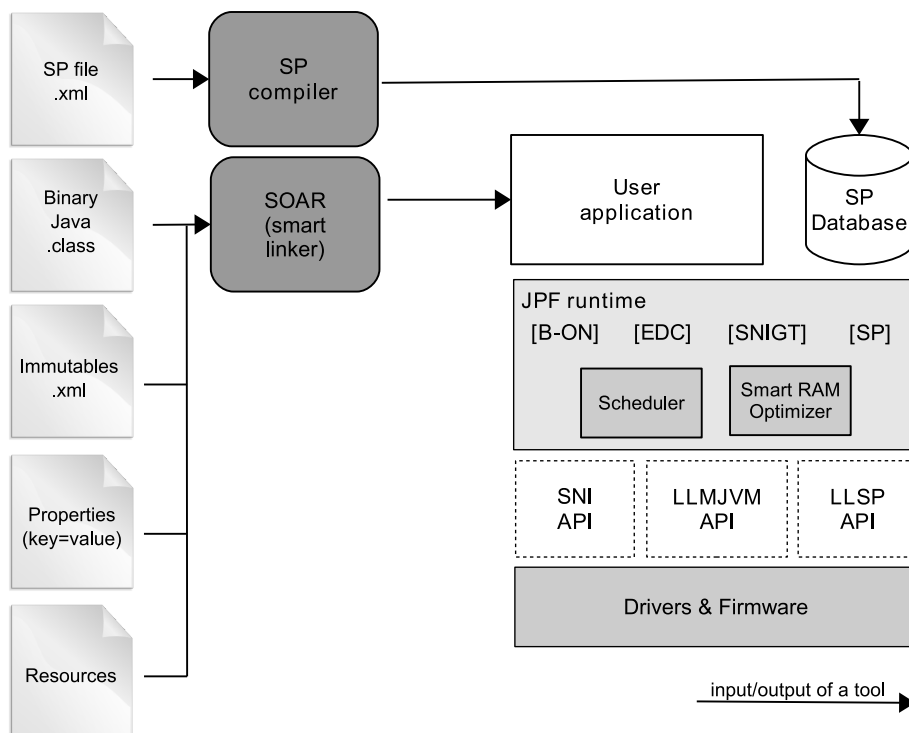 SP file
.xml
SP
compiler
Binary
Java
.class
SOAR
(smart
linker)
User
application
SP
Database
Immutables
.xml
JPF runtime
[B-ON] [EDC] [SNIGT] [SP]
Scheduler
Smart RAM
Optimizer
Properties
(key=value)
SNI
API
LLMJVM
API
LLSP
API
Drivers & Firmware
Resources
input/output of a tool